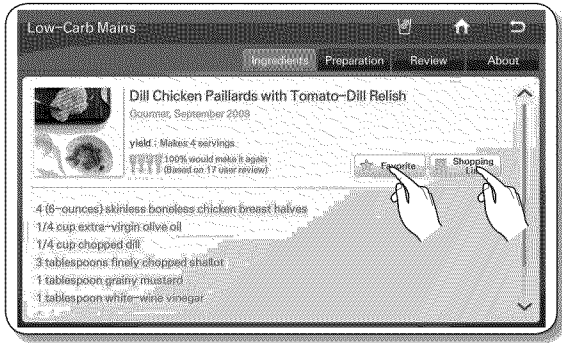 Low-Carb Mains
Ingredients Preparation Review About
Dill Chicken Paillards with Tomato-Dill Relish
Gourmet, September 2009
yield : Makes 4 servings
100% would make it again
(Based on 17 user review)
Favorite
Shopping
Li
4 (6-ounces) skinless boneless chicken breast halves
1/4 cup extra-virgin olive oil
1/4 cup chopped dill
3 tablespoons finely chopped shallot
1 tablespoon grainy mustard
1 tablespoon white-wine vinegar